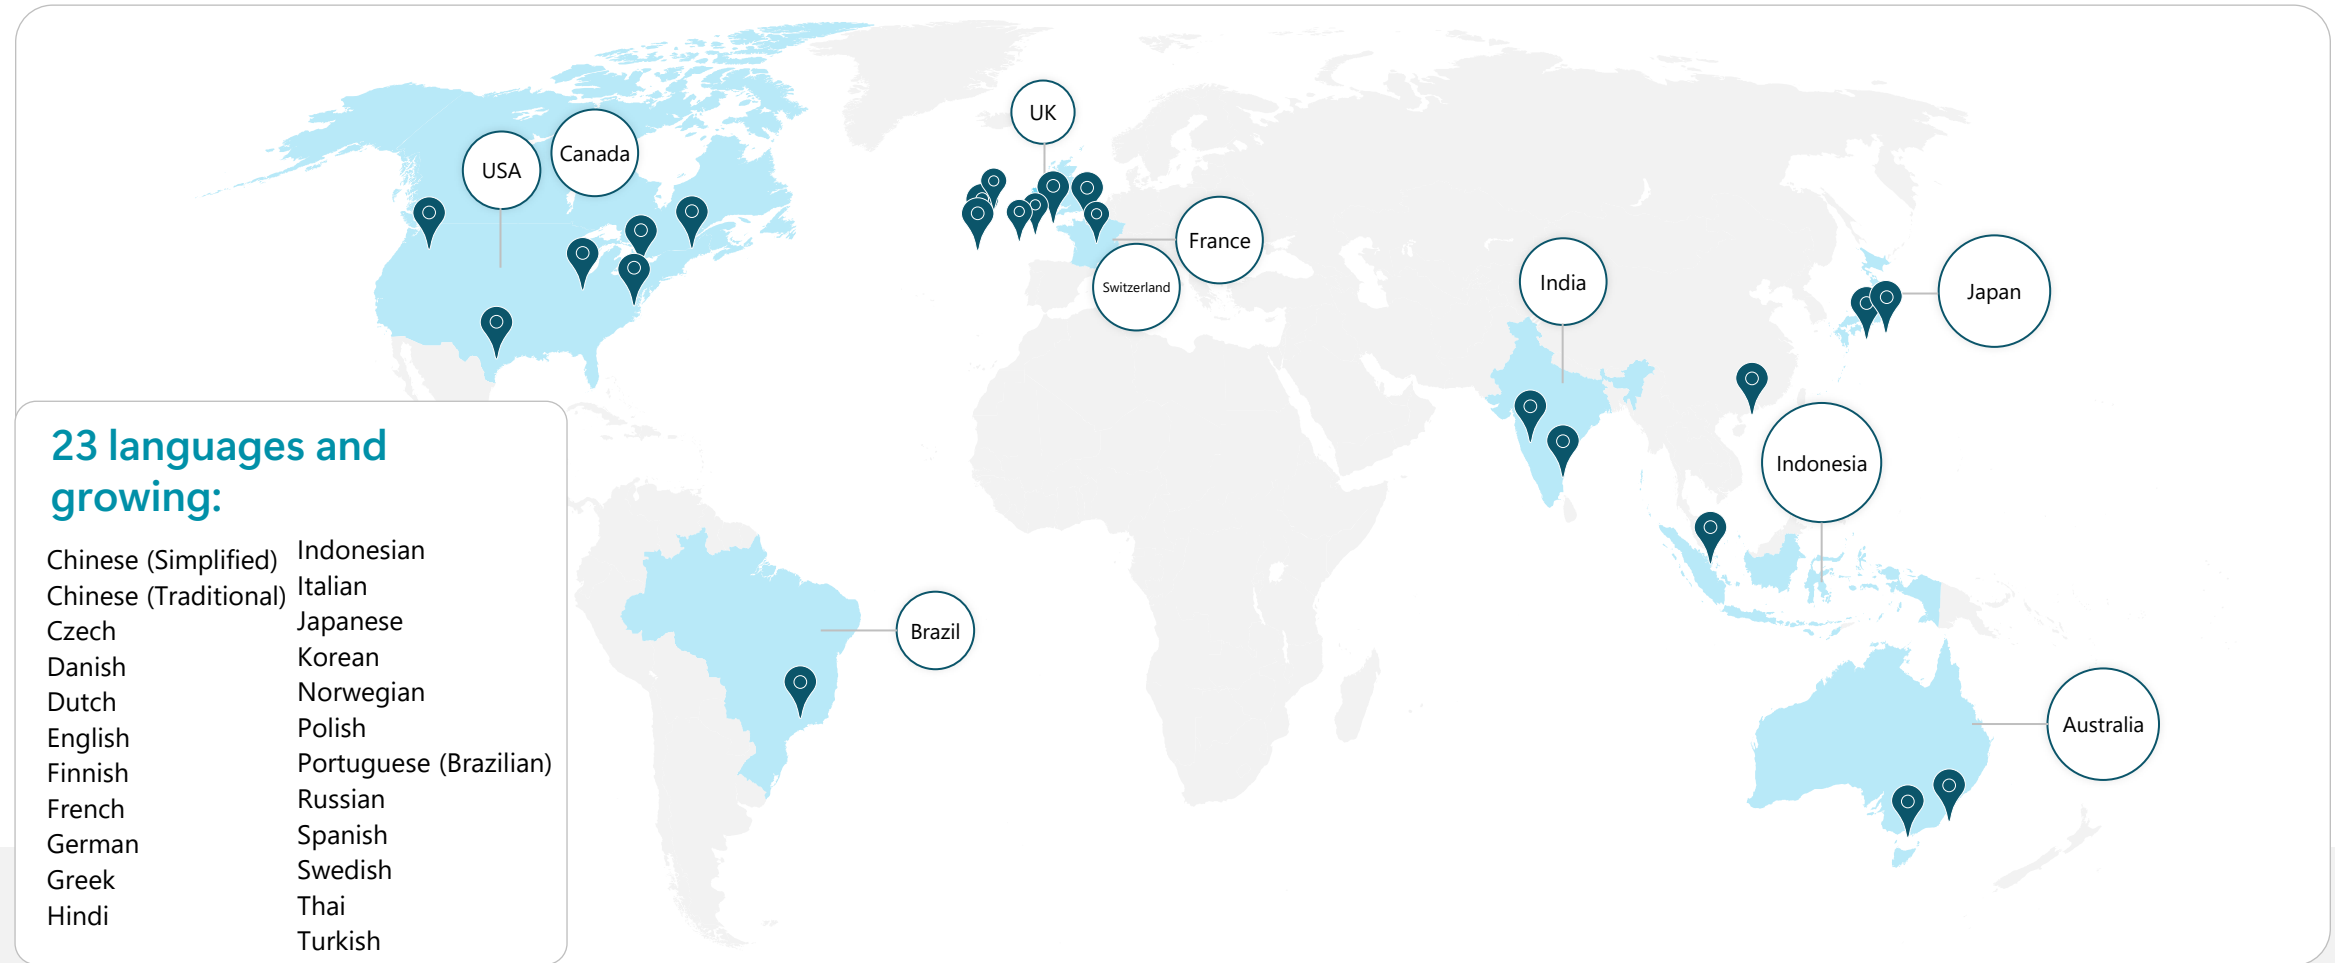 UK
Canada
USA
France
Switzerland
India
Japan
Indonesia
Brazil
Australia
23 languages and
growing:
Chinese (Simplified)
Chinese (Traditional)
Czech
Danish
Dutch
English
Finnish
French
German
Greek
Hindi
Indonesian
Italian
Japanese
Korean
Norwegian
Polish
Portuguese (Brazilian)
Russian
Spanish
Swedish
Thai
Turkish